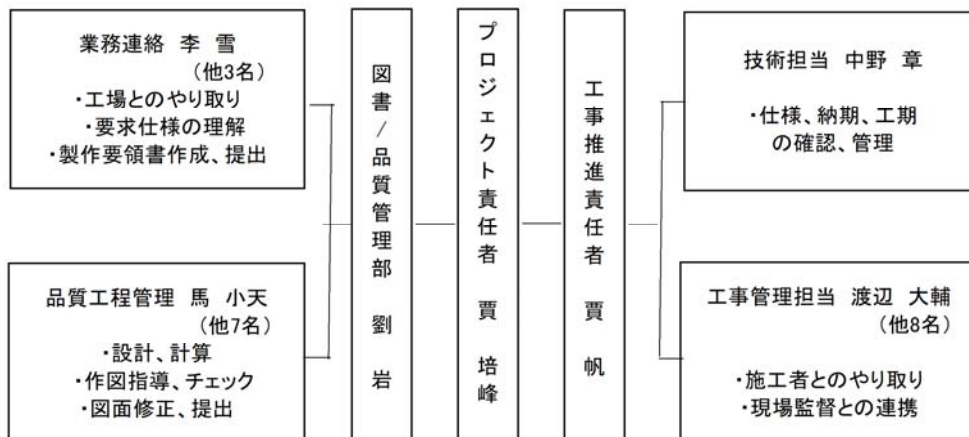 業務連絡 李 雪
(他3名)
・工場とのやり取り
・要求仕様の理解
・製作要領書作成、提出
品質工程管理 馬 小天
(他7名)
・設計、計算
・作図指導、チェック
・図面修正、提出
図書/品質管理部 劉 岩
プロジェクト責任者 賈 培峰
工事推進責任者 賈 帆
技術担当 中野 章
・仕様、納期、工期
の確認、管理
工事管理担当 渡辺 大輔
(他8名)
・施工者とのやり取り
・現場監督との連携